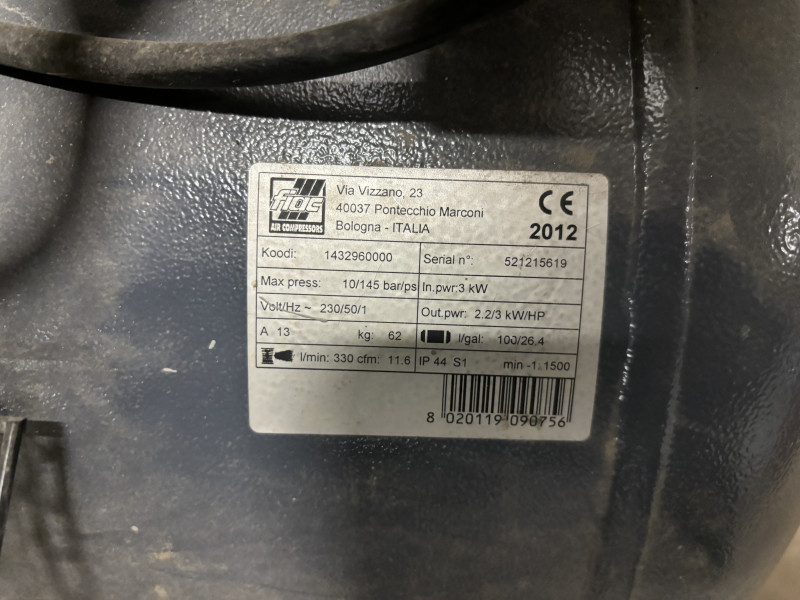 fiac
AIR COMPRESSORS
Via Vizzano, 23
40037 Pontecchio Marconi
Bologna - ITALIA
CE
2012
Koodi: 1432960000
Serial n°: 521215619
Max press: 10/145 bar/ps
In.pwr:3 kW
Volt/Hz ~ 230/50/1
Out.pwr: 2.2/3 kW/HP
A 13 kg: 62
l/gal: 100/26.4
l/min: 330 cfm: 11.6
IP 44 S1 min -1.1500
8 020119 090756